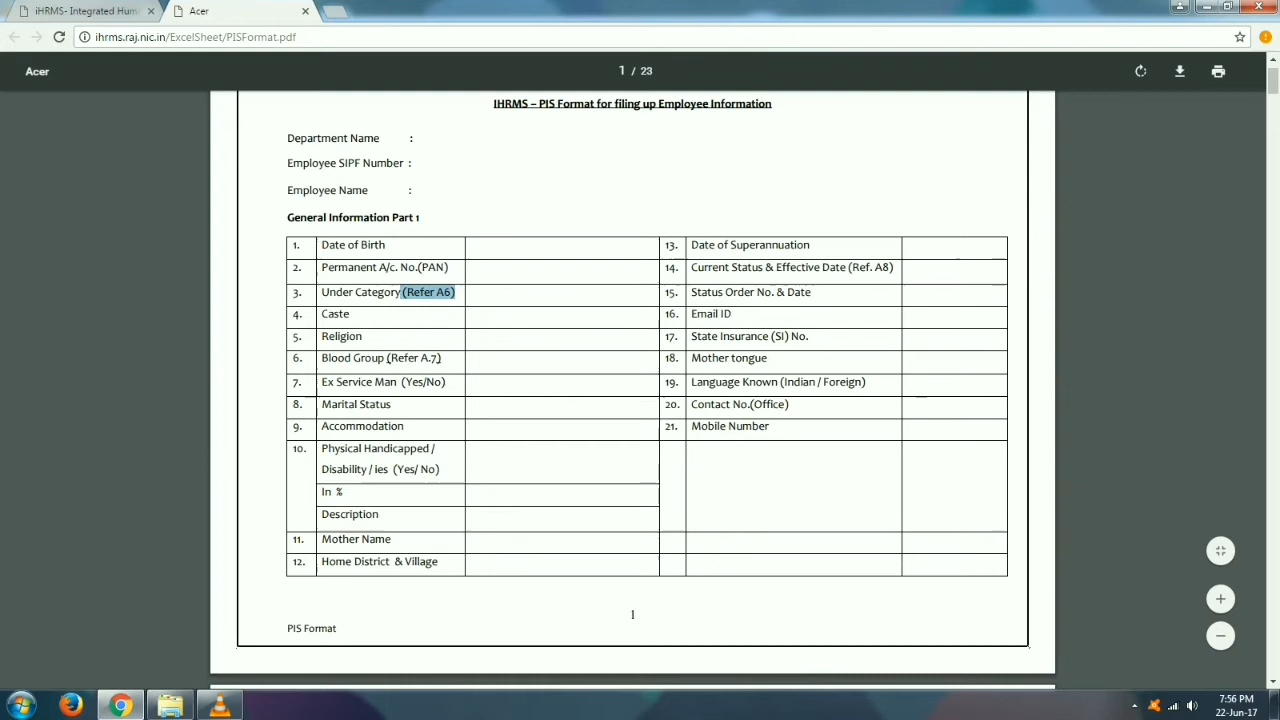 iHRMS- Integrated Hum
Acer
ihrms.raj.nic.in/ExcelSheet/PISFormat.pdf
Acer
1 / 23
IHRMS – PIS Format for filing up Employee Information
Department Name :
Employee SIPF Number :
Employee Name :
General Information Part 1
1. Date of Birth 13. Date of Superannuation
2. Permanent A/c. No.(PAN) 14. Current Status & Effective Date (Ref. A8)
3. Under Category (Refer A6) 15. Status Order No. & Date
4. Caste 16. Email ID
5. Religion 17. State Insurance (SI) No.
6. Blood Group (Refer A.7) 18. Mother tongue
7. Ex Service Man (Yes/No) 19. Language Known (Indian / Foreign)
8. Marital Status 20. Contact No.(Office)
9. Accommodation 21. Mobile Number
10. Physical Handicapped /
Disability / ies (Yes/ No)
In %
Description
11. Mother Name
12. Home District & Village
1
PIS Format
7:56 PM
22-Jun-17